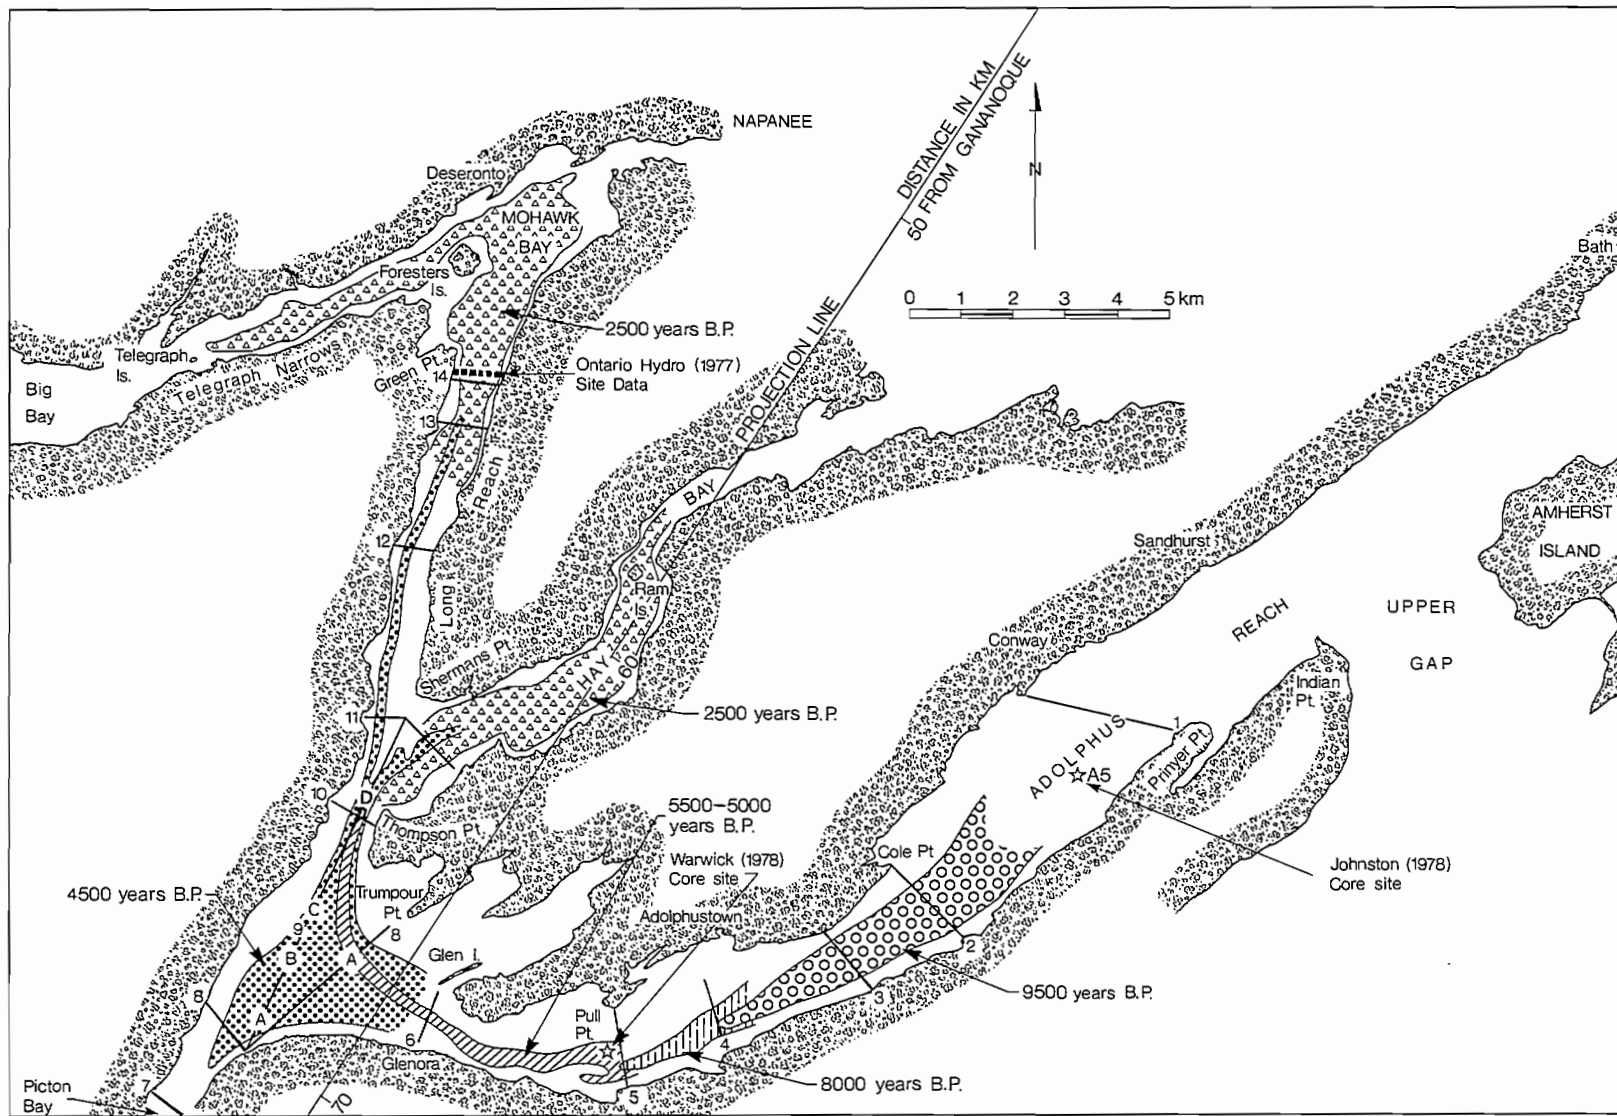 NAPANEE
DISTANCE IN KM
50 FROM GANANOQUE
N
Deseronto
MOHAWK
BAY
Foresters
Is.
Bath
0 1 2 3 4 5 km
2500 years B.P.
PROJECTION LINE
Telegraph
Is.
Telegraph Narrows
Green Pt.
Big
Bay
Ontario Hydro (1977)
Site Data
14
13
Reach
BAY
AMHERST
ISLAND
Sandhurst
12
Long
Ram
Is.
REACH
UPPER
GAP
Conway
Shermans Pt.
HAY
60
Indian
Pt.
11
2500 years B.P.
1
Prinyer Pt.
ADOLPHUS
A5
10
D
Thompson Pt.
5500-5000
years B.P.
Warwick (1978)
Core site
Cole Pt
Johnston (1978)
Core site
4500 years B.P.
Trumpour
Pt.
Adolphustown
C
9
8
B
A
Glen I.
2
8
A
3
9500 years B.P.
Pull
Pt.
6
4
Glenora
8000 years B.P.
7
5
Picton
Bay
70